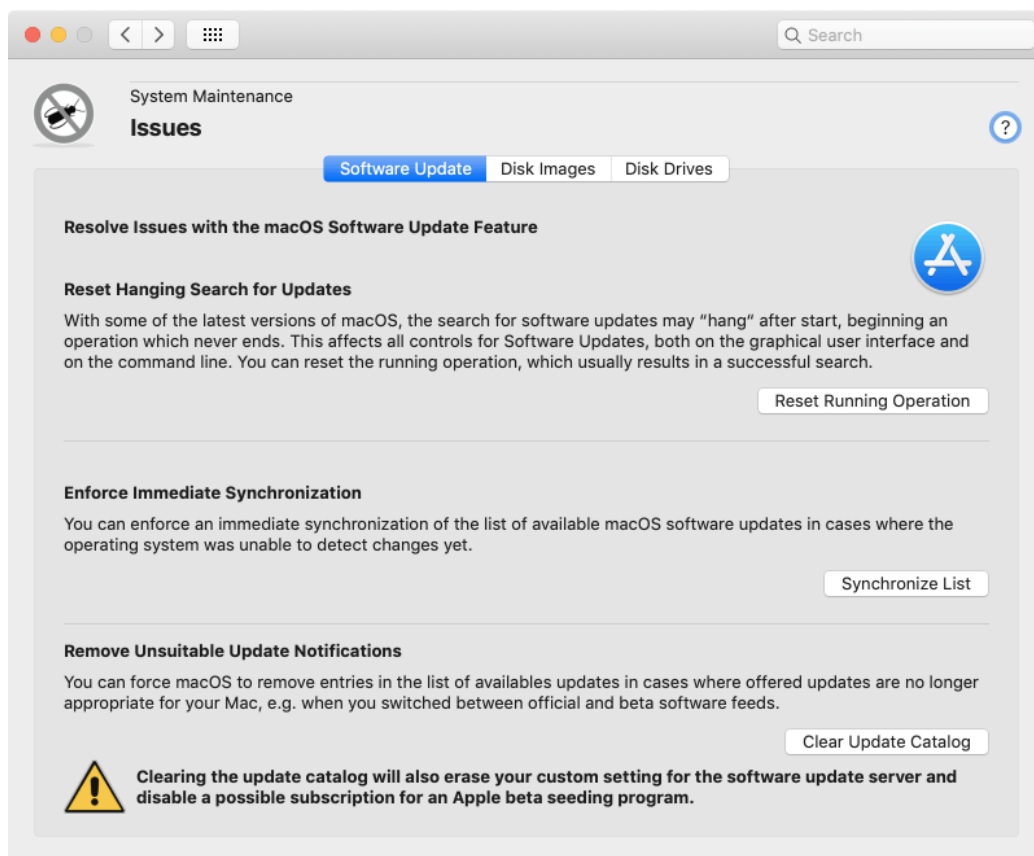 Search
System Maintenance
Issues
?
Software Update Disk Images Disk Drives
Resolve Issues with the macOS Software Update Feature
Reset Hanging Search for Updates
With some of the latest versions of macOS, the search for software updates may “hang“ after start, beginning an
operation which never ends. This affects all controls for Software Updates, both on the graphical user interface and
on the command line. You can reset the running operation, which usually results in a successful search.
Reset Running Operation
Enforce Immediate Synchronization
You can enforce an immediate synchronization of the list of available macOS software updates in cases where the
operating system was unable to detect changes yet.
Synchronize List
Remove Unsuitable Update Notifications
You can force macOS to remove entries in the list of availables updates in cases where offered updates are no longer
appropriate for your Mac, e.g. when you switched between official and beta software feeds.
Clear Update Catalog
Clearing the update catalog will also erase your custom setting for the software update server and
disable a possible subscription for an Apple beta seeding program.